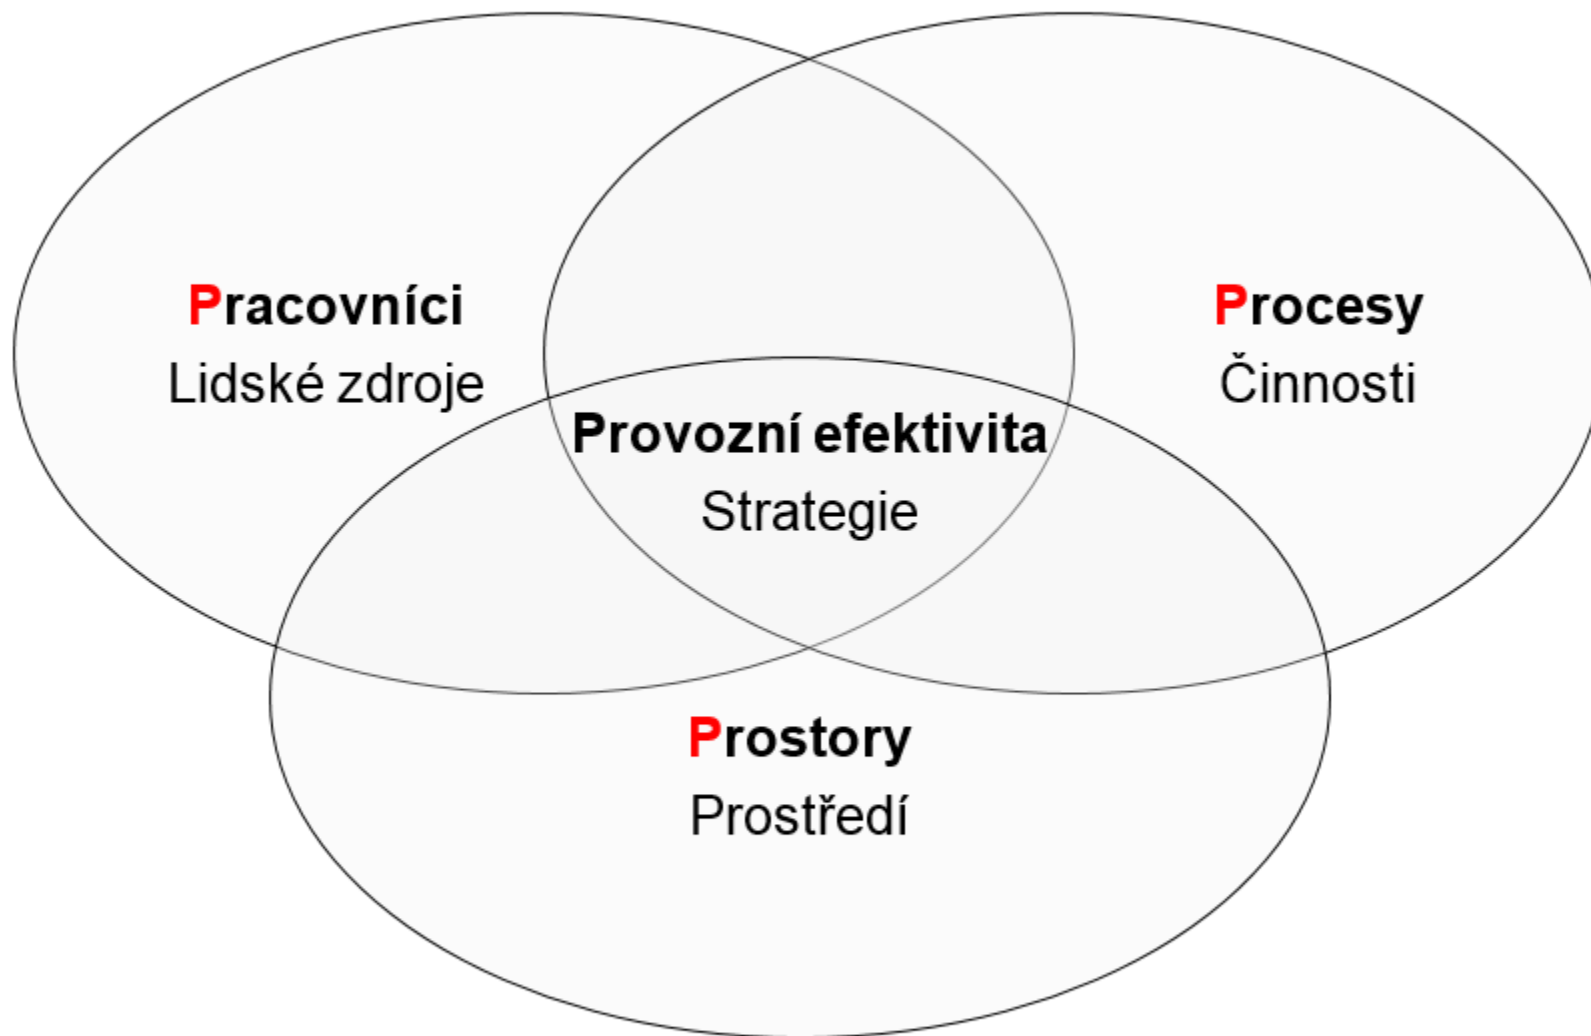 Pracovníci
Lidské zdroje
Procesy
Činnosti
Provozní efektivita
Strategie
Prostory
Prostředí